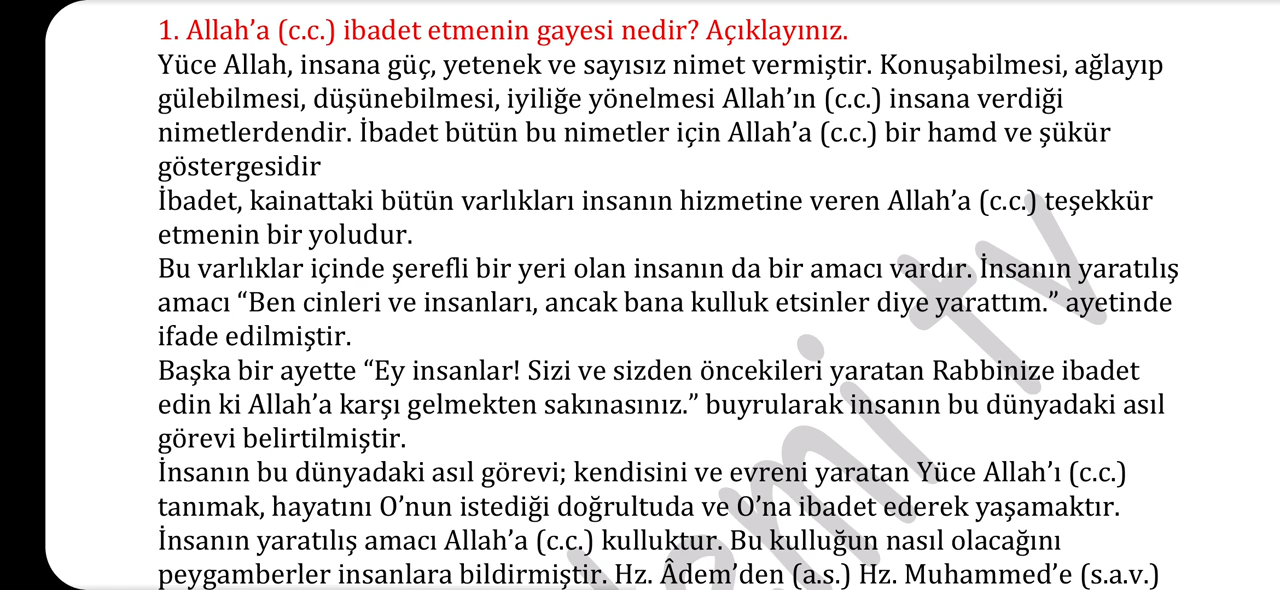 1. Allah’a (c.c.) ibadet etmenin gayesi nedir? Açıklayınız.
Yüce Allah, insana güç, yetenek ve sayısız nimet vermiştir. Konuşabilmesi, ağlayıp
gülebilmesi, düşünebilmesi, iyiliğe yönelmesi Allah’ın (c.c.) insana verdiği
nimetlerdendir. İbadet bütün bu nimetler için Allah’a (c.c.) bir hamd ve şükür
göstergesidir
İbadet, kainattaki bütün varlıkları insanın hizmetine veren Allah’a (c.c.) teşekkür
etmenin bir yoludur.
Bu varlıklar içinde şerefli bir yeri olan insanın da bir amacı vardır. İnsanın yaratılış
amacı “Ben cinleri ve insanları, ancak bana kulluk etsinler diye yarattım.” ayetinde
ifade edilmiştir.
Başka bir ayette “Ey insanlar! Sizi ve sizden öncekileri yaratan Rabbinize ibadet
edin ki Allah’a karşı gelmekten sakınasınız.” buyrularak insanın bu dünyadaki asıl
görevi belirtilmiştir.
İnsanın bu dünyadaki asıl görevi; kendisini ve evreni yaratan Yüce Allah’ı (c.c.)
tanımak, hayatını O’nun istediği doğrultuda ve O’na ibadet ederek yaşamaktır.
İnsanın yaratılış amacı Allah’a (c.c.) kulluktur. Bu kulluğun nasıl olacağını
peygamberler insanlara bildirmiştir. Hz. Âdem’den (a.s.) Hz. Muhammed’e (s.a.v.)
tv